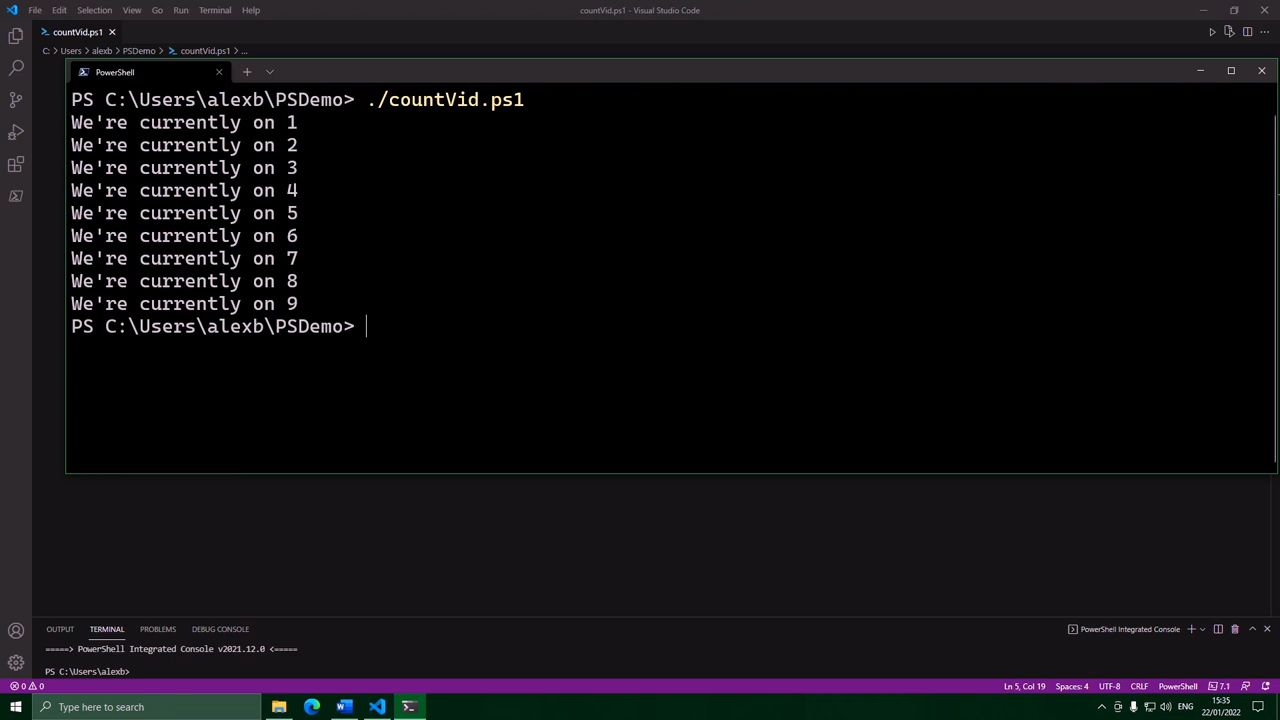 File Edit Selection View Go Run Terminal Help countVid.ps1 - Visual Studio Code
countVid.ps1
C: > Users > alexb > PSDemo > countVid.ps1 > ...
PowerShell
PS C:\Users\alexb\PSDemo> ./countVid.ps1
We're currently on 1
We're currently on 2
We're currently on 3
We're currently on 4
We're currently on 5
We're currently on 6
We're currently on 7
We're currently on 8
We're currently on 9
PS C:\Users\alexb\PSDemo>
OUTPUT TERMINAL PROBLEMS DEBUG CONSOLE PowerShell Integrated Console
=====> PowerShell Integrated Console v2021.12.0 <=====
PS C:\Users\alexb>
0 0 Ln 5, Col 19 Spaces: 4 UTF-8 CRLF PowerShell 7.1
Type here to search ENG 15:35
22/01/2022